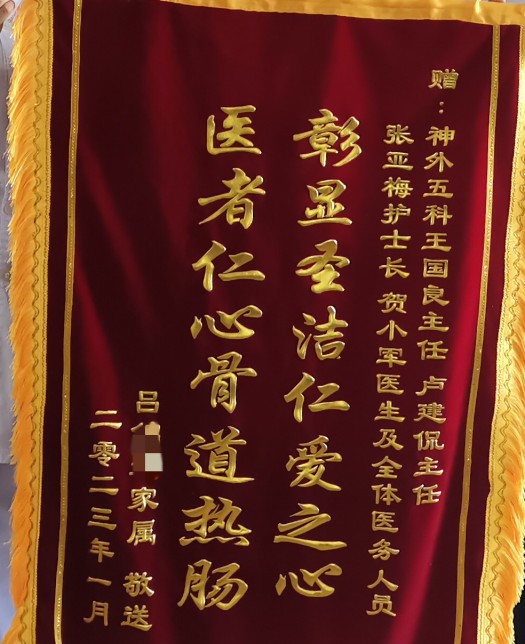 赠：神外五科王国良主任 卢建侃主任
张亚梅护士长 贺小军医生及全体医务人员
彰显圣洁仁爱之心
医者仁心骨道热肠
吕 家属 敬送
二零二三年一月